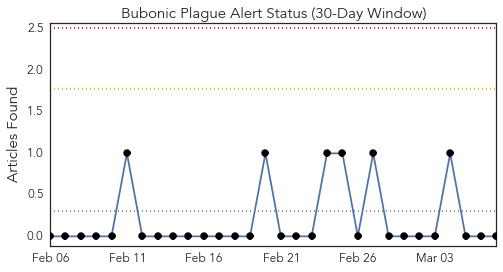 Bubonic Plague Alert Status (30-Day Window)
Articles Found
2.5
2.0
1.5
1.0
0.5
0.0
Feb 06 Feb 11 Feb 16 Feb 21 Feb 26 Mar 03